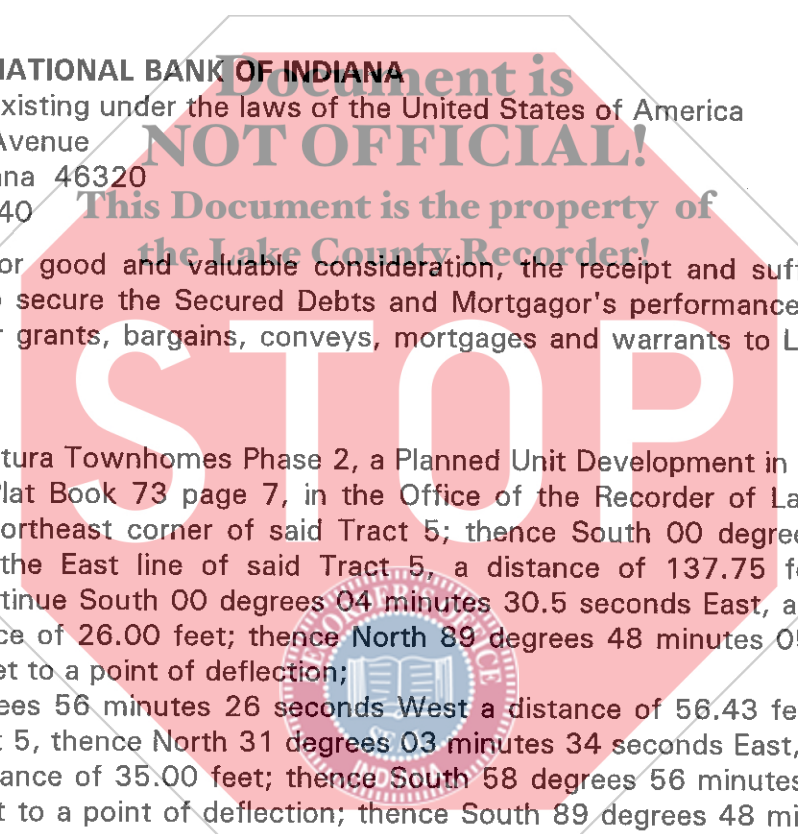 NATIONAL BANK OF INDIANA
Document is
xisting under the laws of the United States of America
Avenue
NOT OFFICIAL!
ana 46320
This Document is the property of
40
the Lake County Recorder!
or good and valuable consideration, the receipt and suf
secure the Secured Debts and Mortgagor's performance
grants, bargains, conveys, mortgages and warrants to L
STOP
tura Townhomes Phase 2, a Planned Unit Development in
lat Book 73 page 7, in the Office of the Recorder of La
ortheast corner of said Tract 5; thence South 00 degree
the East line of said Tract 5, a distance of 137.75 f
tinue South 00 degrees 04 minutes 30.5 seconds East, a
ce of 26.00 feet; thence North 89 degrees 48 minutes 05
et to a point of deflection;
ees 56 minutes 26 seconds West a distance of 56.43 fe
5, thence North 31 degrees 03 minutes 34 seconds East,
ance of 35.00 feet; thence South 58 degrees 56 minutes
t to a point of deflection; thence South 89 degrees 48 mi
RECORDER'S OFFICE
SEAL
INDIANA